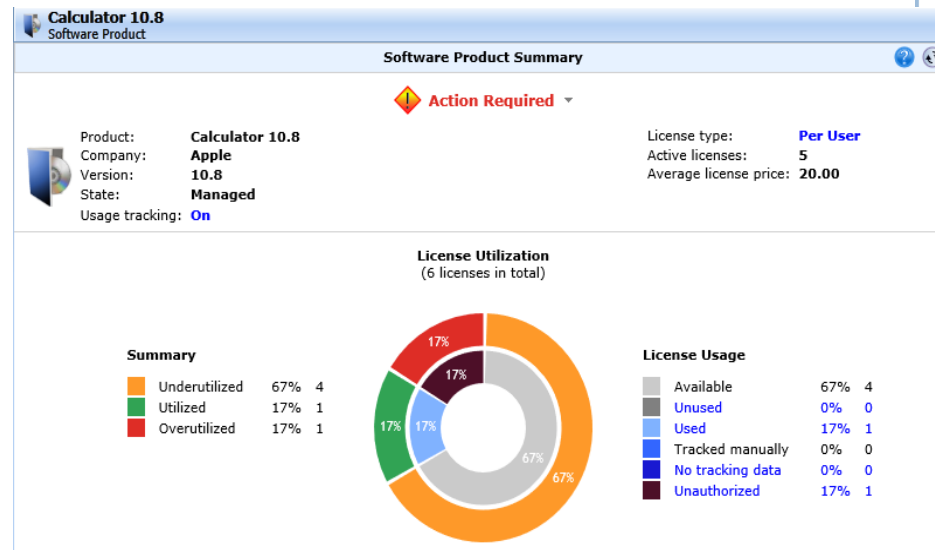 Calculator 10.8
Software Product
Software Product Summary
Action Required
Product: Calculator 10.8
Company: Apple
Version: 10.8
State: Managed
Usage tracking: On
License type: Per User
Active licenses: 5
Average license price: 20.00
License Utilization
(6 licenses in total)
Summary
Underutilized 67% 4
Utilized 17% 1
Overutilized 17% 1
17%
17%
17%
17%
67%
67%
License Usage
Available 67% 4
Unused 0% 0
Used 17% 1
Tracked manually 0% 0
No tracking data 0% 0
Unauthorized 17% 1